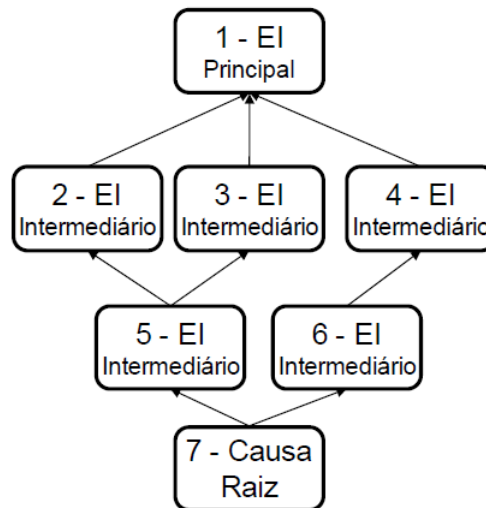 1 - EI
Principal
2 - EI
Intermediário
3 - EI
Intermediário
4 - EI
Intermediário
5 - EI
Intermediário
6 - EI
Intermediário
7 - Causa
Raiz